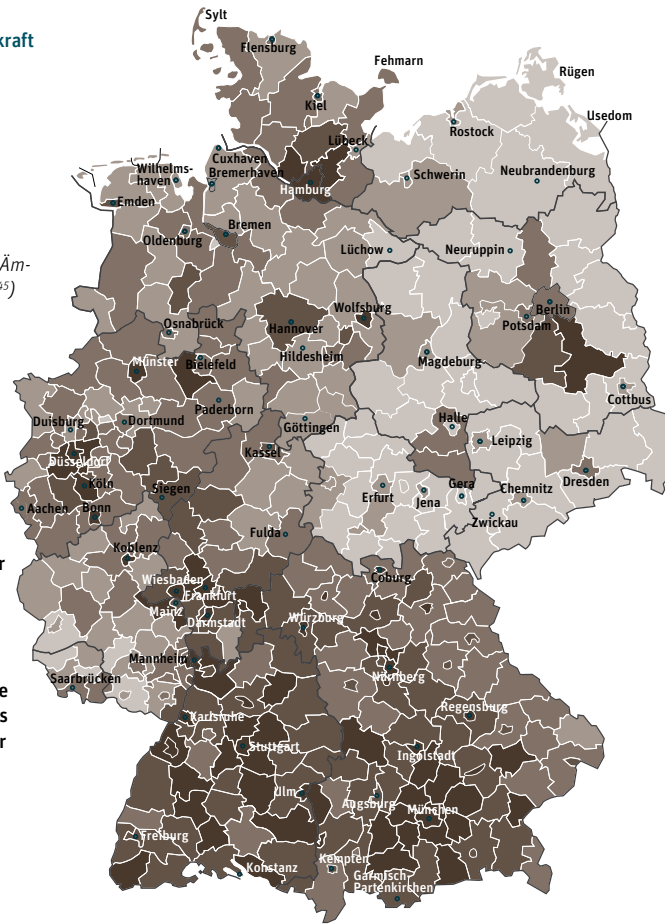 kraft
Sylt
Flensburg
Fehmarn
Rügen
Kiel
Usedom
Rostock
Lübeck
Cuxhaven
Bremerhaven
Wilhelms-
haven
Hamburg
Schwerin
Neubrandenburg
Emden
Bremen
Oldenburg
Lüchow
Neuruppin
Äm-
45)
Wolfsburg
Berlin
Potsdam
Osnabrück
Hannover
Hildesheim
Magdeburg
Münster
Bielefeld
Cottbus
Paderborn
Duisburg
Dortmund
Göttingen
Halle
Leipzig
Kassel
Düsseldorf
Köln
Siegen
Erfurt
Jena
Gera
Chemnitz
Dresden
Aachen
Bonn
Zwickau
Fulda
Koblenz
r
Wiesbaden
Frankfurt
Coburg
Mainz
Darmstadt
Würzburg
Mannheim
Nürnberg
Saarbrücken
e
s
r
Regensburg
Karlsruhe
Stuttgart
Ingolstadt
Ulm
Augsburg
München
Freiburg
Konstanz
Kempten
Garmisch-
Partenkirchen